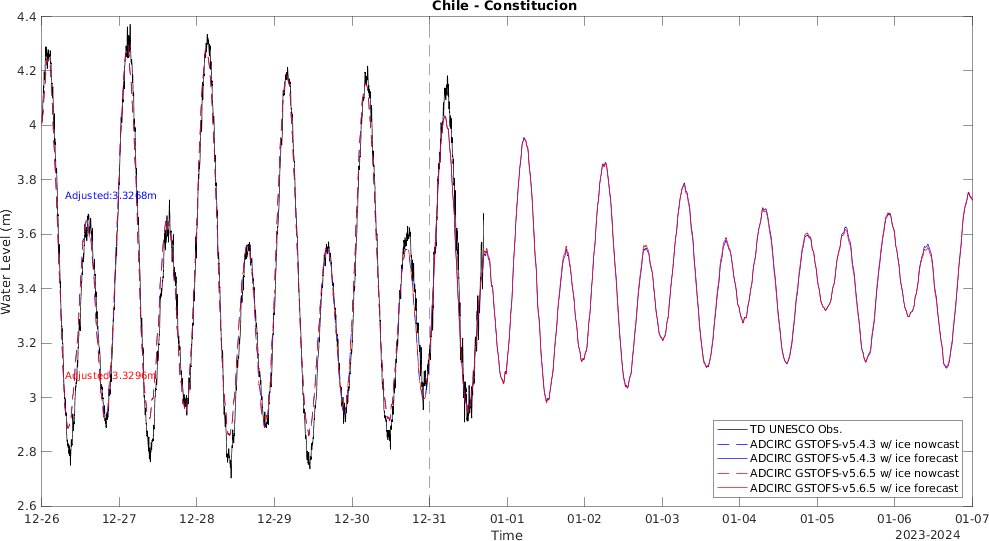 Chile - Constitucion
4.4
4.2
4
3.8
3.6
3.4
3.2
3
2.8
2.6
Water Level (m)
Adjusted:3.3268m
Adjusted:3.3296m
TD UNESCO Obs.
ADCIRC GSTOFS-v5.4.3 w/ ice nowcast
ADCIRC GSTOFS-v5.4.3 w/ ice forecast
ADCIRC GSTOFS-v5.6.5 w/ ice nowcast
ADCIRC GSTOFS-v5.6.5 w/ ice forecast
12-26 12-27 12-28 12-29 12-30 12-31 01-01 01-02 01-03 01-04 01-05 01-06 01-07
Time
2023-2024